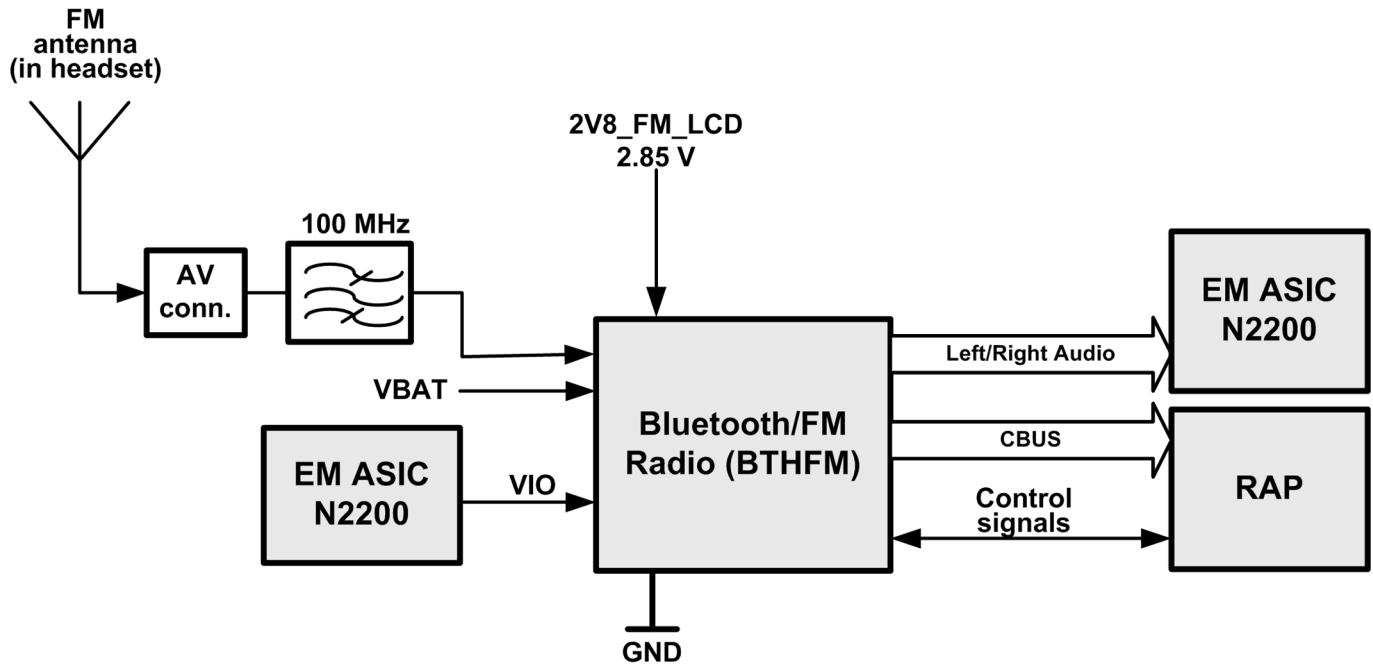 FM
antenna
(in headset)
2V8_FM_LCD
2.85 V
100 MHz
AV
conn.
EM ASIC
N2200
Left/Right Audio
VBAT
Bluetooth/FM
Radio (BTHFM)
CBUS
EM ASIC
N2200
VIO
RAP
Control
signals
GND